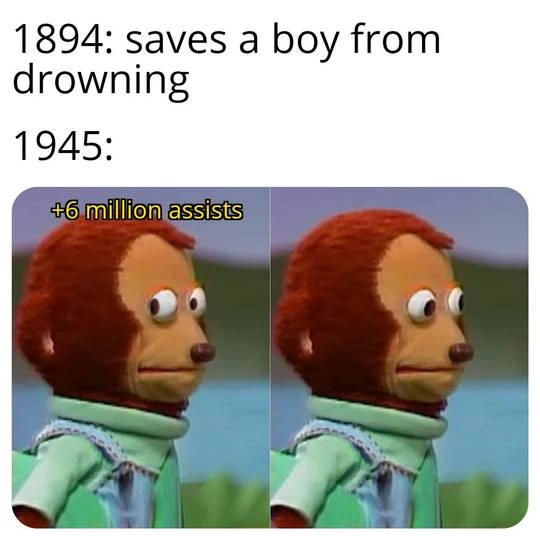 1894: saves a boy from
drowning
1945:
+6 million assists